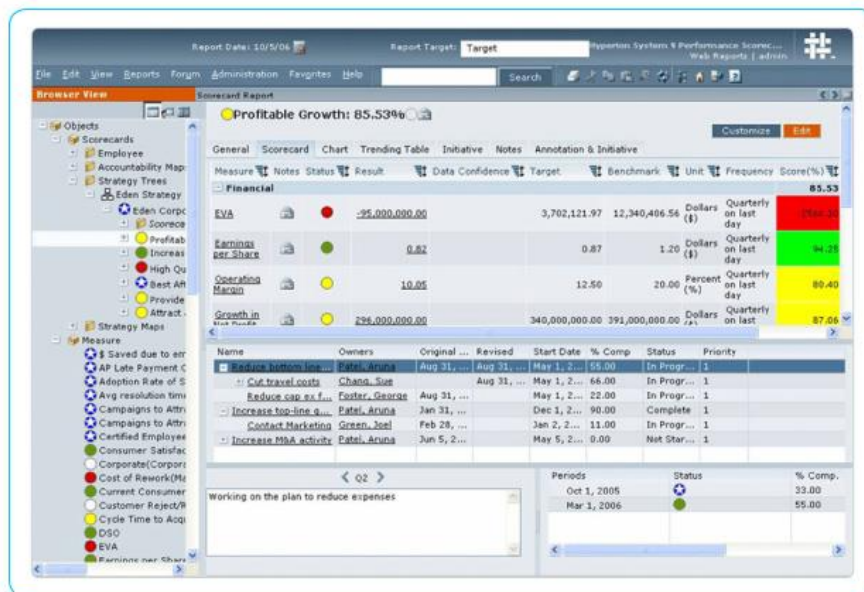 Report Date: 10/5/06 Report Target: Target Hyperion System 9 Performance Scorec...
Web Reports | admin
File Edit View Reports Forum Administration Favorites Help Search
Browser View Scorecard Report
Profitable Growth: 85.53%
Customize Edit
General Scorecard Chart Trending Table Initiative Notes Annotation & Initiative
Measure Notes Status Result Data Confidence Target Benchmark Unit Frequency Score(%)
Financial 85.53
EVA -95,000,000.00 3,702,121.97 12,340,406.56 Dollars ($) Quarterly on last day
Earnings per Share 0.82 0.87 1.20 Dollars ($) Quarterly on last day 94.25
Operating Margin 10.05 12.50 20.00 Percent (%) Quarterly on last day 80.40
Growth in Net Profit 296,000,000.00 340,000,000.00 391,000,000.00 Dollars ($) Quarterly on last 87.06
Objects
Scorecards
Employee
Accountability Map
Strategy Trees
Eden Strategy
Eden Corpo
Scoreca
Profitab
Increas
High Qu
Best Aft
Provide
Attract
Strategy Maps
Measure
$ Saved due to em
AP Late Payment C
Adoption Rate of S
Avg resolution time
Campaigns to Attr
Campaigns to Attr
Certified Employee
Consumer Satisfac
Corporate(Corpora
Cost of Rework(Ma
Current Consumer
Customer Reject/R
Cycle Time to Acqu
DSO
EVA
Earnings per Share
Name Owners Original ... Revised Start Date % Comp Status Priority
Reduce bottom line ... Patel, Aruna Aug 31, ... Aug 31, ... May 1, 2... 55.00 In Progr... 1
Cut travel costs Chang, Sue Aug 31, ... May 1, 2... 66.00 In Progr... 1
Reduce cap ex f... Foster, George Aug 31, ... May 1, 2... 22.00 In Progr... 1
Increase top-line g... Patel, Aruna Jan 31, ... Dec 1, 2... 90.00 Complete 1
Contact Marketing Green, Joel Feb 28, ... Jan 2, 2... 11.00 In Progr... 1
Increase M&A activity Patel, Aruna Jun 5, 2... May 5, 2... 0.00 Not Star... 1
Q2
Working on the plan to reduce expenses
Periods Status % Comp.
Oct 1, 2005 33.00
Mar 1, 2006 55.00